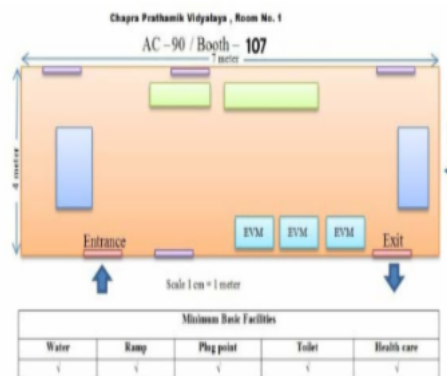 Chapra Prathamik Vidyalaya , Room No. 1
AC -90 / Booth - 107
7 meter
4 meter
EVM EVM EVM
Entrance
Exit
Scale 1 cm = 1 meter
Minimum Basic Facilities
Water Ramp Plug point Toilet Health care
√ √ √ √ √